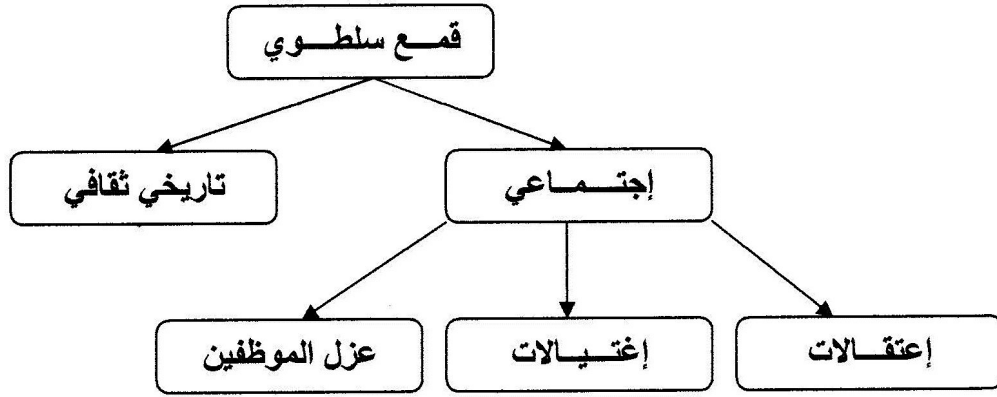 قمع سلطوي
إجتماعي
تاريخي ثقافي
إعتقالات
إغتيالات
عزل الموظفين